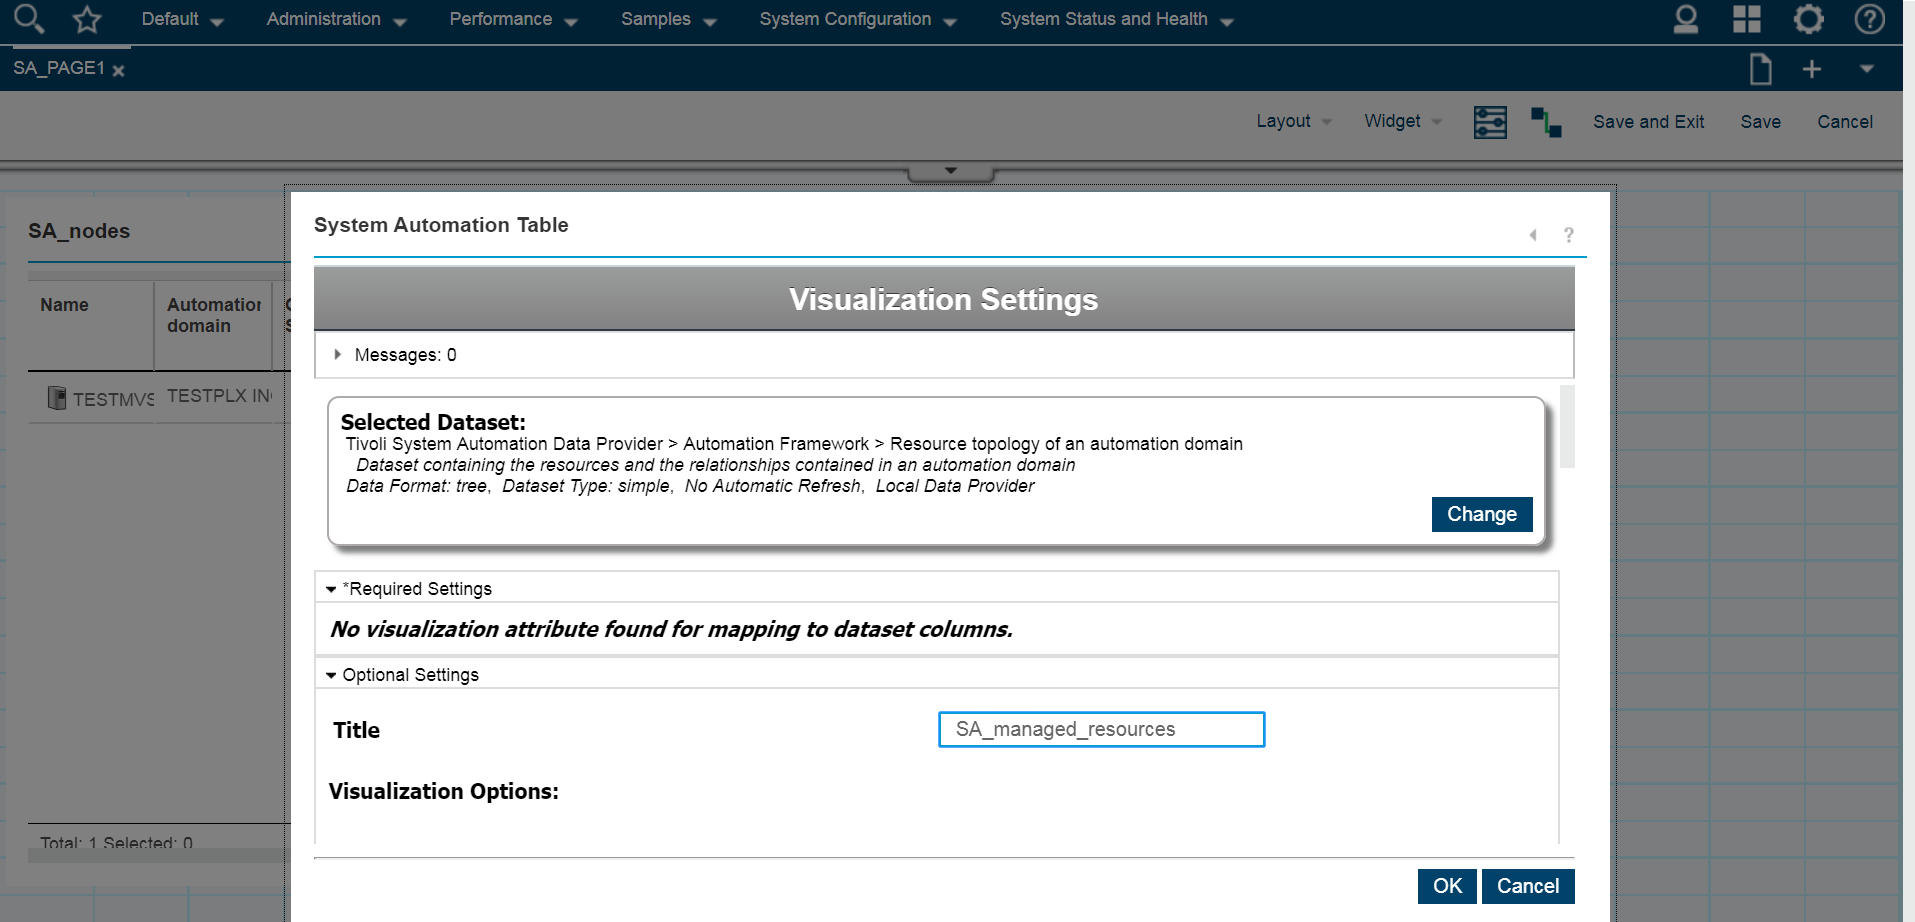 Default Administration Performance Samples System Configuration System Status and Health
SA_PAGE1
Layout Widget Save and Exit Save Cancel
SA_nodes
Name Automation domain
TESTMVS TESTPLX IN
Total: 1 Selected: 0
System Automation Table
?
Visualization Settings
Messages: 0
Selected Dataset:
Tivoli System Automation Data Provider > Automation Framework > Resource topology of an automation domain
Dataset containing the resources and the relationships contained in an automation domain
Data Format: tree, Dataset Type: simple, No Automatic Refresh, Local Data Provider
Change
*Required Settings
No visualization attribute found for mapping to dataset columns.
Optional Settings
Title SA_managed_resources
Visualization Options:
OK Cancel